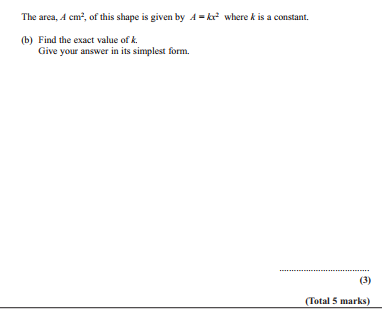 The area, A cm², of this shape is given by A = kx² where k is a constant.
(b) Find the exact value of k.
Give your answer in its simplest form.
....................................
(3)
(Total 5 marks)